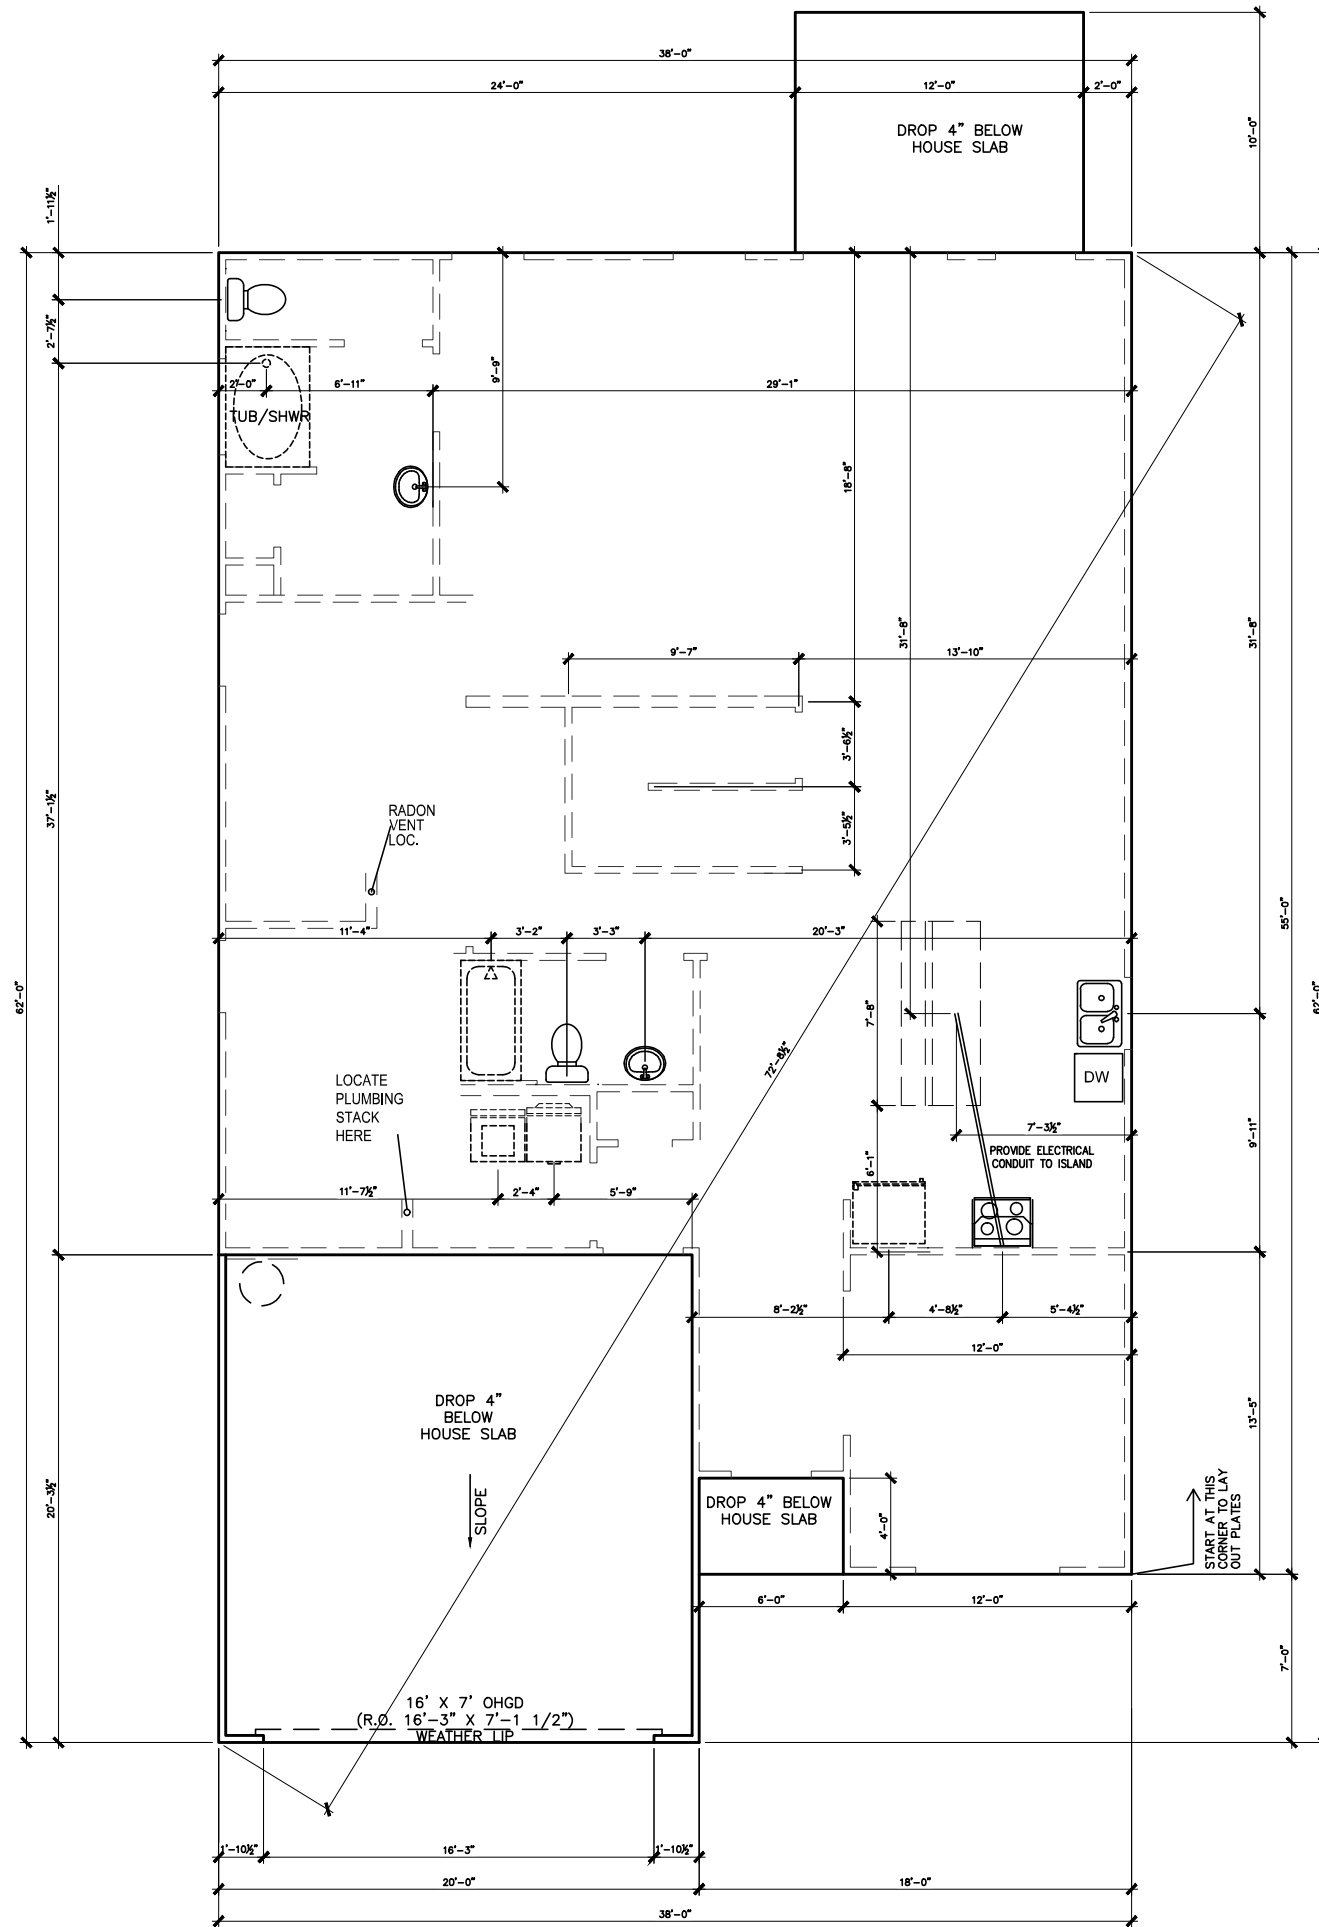 38'-0"
24'-0"
12'-0"
2'-0"
10'-0"
DROP 4" BELOW
HOUSE SLAB
1'-11½"
2'-7½"
9'-9"
2'-0"
6'-11"
29'-1"
TUB/SHWR
18'-8"
31'-8"
31'-8"
9'-7"
13'-10"
3'-6½"
3'-5½"
37'-1½"
RADON
VENT
LOC.
55'-0"
62'-0"
62'-0"
11'-4"
3'-2"
3'-3"
20'-3"
7'-8"
72'-8½"
DW
LOCATE
PLUMBING
STACK
HERE
7'-3½"
9'-11"
PROVIDE ELECTRICAL
CONDUIT TO ISLAND
6'-1"
11'-7½"
2'-4"
5'-9"
8'-2½"
4'-8½"
5'-4½"
12'-0"
13'-5"
DROP 4"
BELOW
HOUSE SLAB
SLOPE
20'-3½"
DROP 4" BELOW
HOUSE SLAB
4'-0"
START AT THIS
CORNER TO LAY
OUT PLATES
6'-0"
12'-0"
7'-0"
16' X 7' OHGD
(R.O. 16'-3" X 7'-1 1/2")
WEATHER LIP
1'-10½"
16'-3"
1'-10½"
20'-0"
18'-0"
38'-0"